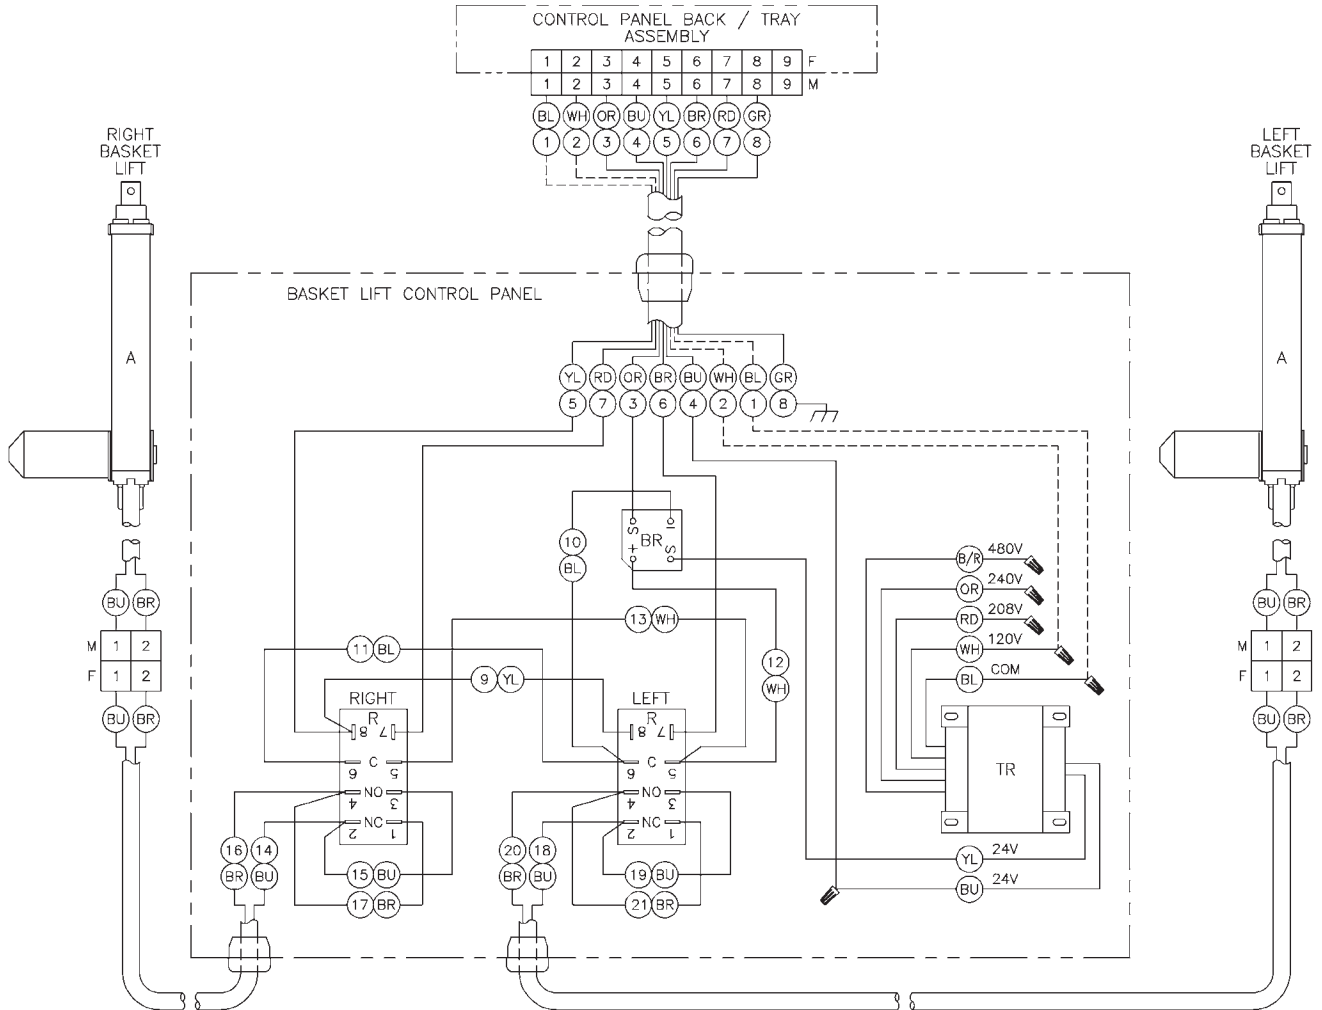 CONTROL PANEL BACK / TRAY
ASSEMBLY
1 2 3 4 5 6 7 8 9 F
1 2 3 4 5 6 7 8 9 M
BL WH OR BU YL BR RD GR
1 2 3 4 5 6 7 8
RIGHT
BASKET
LIFT
LEFT
BASKET
LIFT
BASKET LIFT CONTROL PANEL
A
A
YL RD OR BR BU WH BL GR
5 7 3 6 4 2 1 8
S I
BR
+ S
10
BL
B/R 480V
OR 240V
RD 208V
WH 120V
BL COM
BU BR
M 1 2
F 1 2
BU BR
BU BR
M 1 2
F 1 2
BU BR
13 WH
11 BL
12
WH
9 YL
RIGHT
R
8 7
6 C 5
4 NO 3
2 NC 1
LEFT
R
8 7
6 C 5
4 NO 3
2 NC 1
TR
16 14
BR BU
15 BU
17 BR
20 18
BR BU
19 BU
21 BR
YL 24V
BU 24V